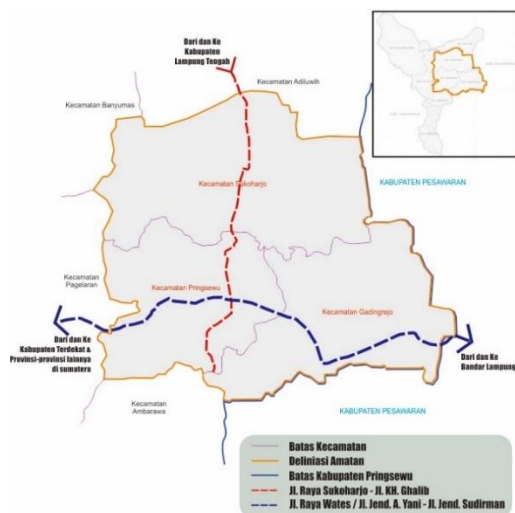 Dari dan Ke
Kabupaten
Lampung Tengah
Kecamatan Adiluwih
Kecamatan Banyumas
KABUPATEN PESAWARAN
Kecamatan Sukoharjo
Kecamatan
Pagelaran
Kecamatan Pringsewu
Kecamatan Gadingrejo
Dari dan Ke
Kabupaten Terdekat &
Provinsi-provinsi lainnya
di sumatera
Dari dan Ke
Bandar Lampung
Kecamatan
Ambarawa
KABUPATEN PESAWARAN
Batas Kecamatan
Deliniasi Amatan
Batas Kabupaten Pringsewu
Jl. Raya Sukoharjo - Jl. KH. Ghalib
Jl. Raya Wates / Jl. Jend. A. Yani - Jl. Jend. Sudirman